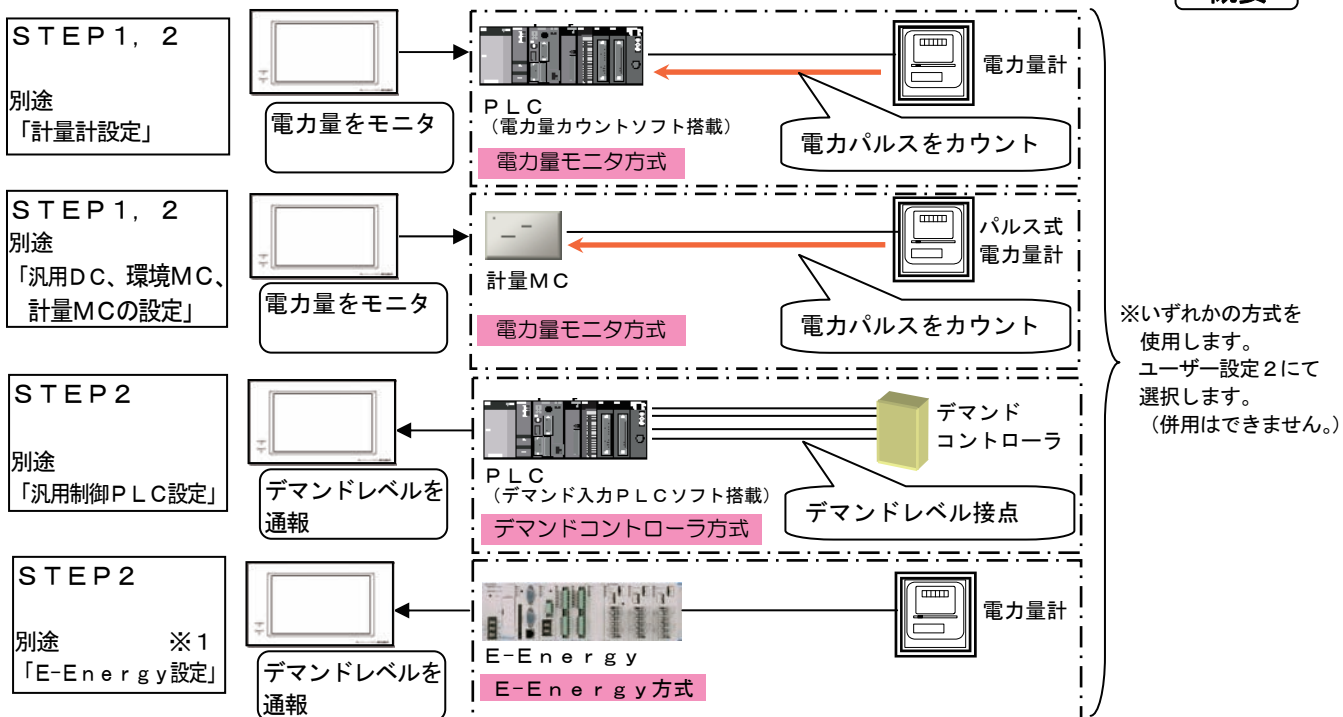 概要
STEP1, 2
別途
「計量計設定」
電力量をモニタ
PLC
（電力量カウントソフト搭載）
電力量モニタ方式
電力量計
電力パルスをカウント
STEP1, 2
別途
「汎用DC、環境MC、
計量MCの設定」
電力量をモニタ
計量MC
電力量モニタ方式
パルス式
電力量計
電力パルスをカウント
STEP2
別途
「汎用制御PLC設定」
デマンドレベルを
通報
PLC
（デマンド入力PLCソフト搭載）
デマンドコントローラ方式
デマンド
コントローラ
デマンドレベル接点
STEP2
別途 ※1
「E-Energy設定」
デマンドレベルを
通報
E-Energy
E-Energy方式
電力量計
※いずれかの方式を
使用します。
ユーザー設定2にて
選択します。
（併用はできません。）